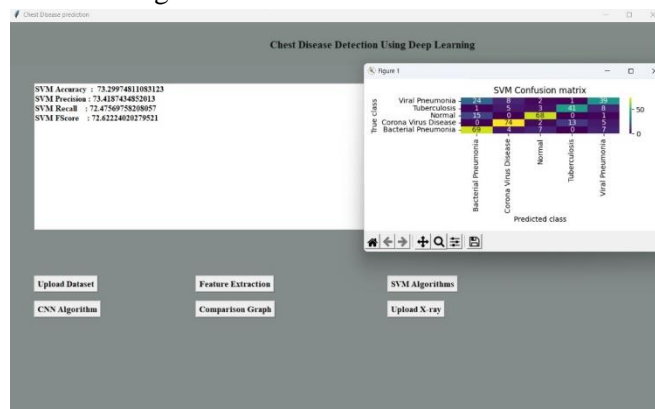 Chest Disease prediction
Chest Disease Detection Using Deep Learning
SVM Accuracy : 73.29974811083123
SVM Precision : 73.4187434852013
SVM Recall : 72.47569758208057
SVM FScore : 72.62224020279521
Figure 1
SVM Confusion matrix
True class
Viral Pneumonia 24 8 2 1 39
Tuberculosis 1 5 3 41 8
Normal 15 0 68 0 1
Corona Virus Disease 0 74 2 13 5
Bacterial Pneumonia 69 4 7 0 7
50
0
Bacterial Pneumonia
Corona Virus Disease
Normal
Tuberculosis
Viral Pneumonia
Predicted class
Upload Dataset
Feature Extraction
SVM Algorithms
CNN Algorithm
Comparison Graph
Upload X-ray